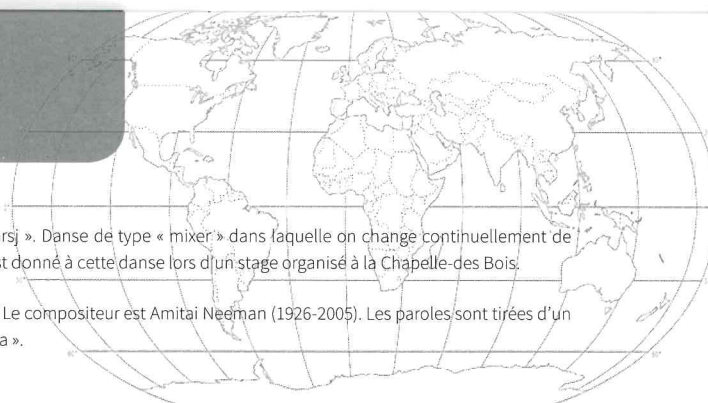 rsj ». Danse de type « mixer » dans laquelle on change continuellement de
st donné à cette danse lors d'un stage organisé à la Chapelle-des Bois.
Le compositeur est Amitai Neeman (1926-2005). Les paroles sont tirées d'un
a ».